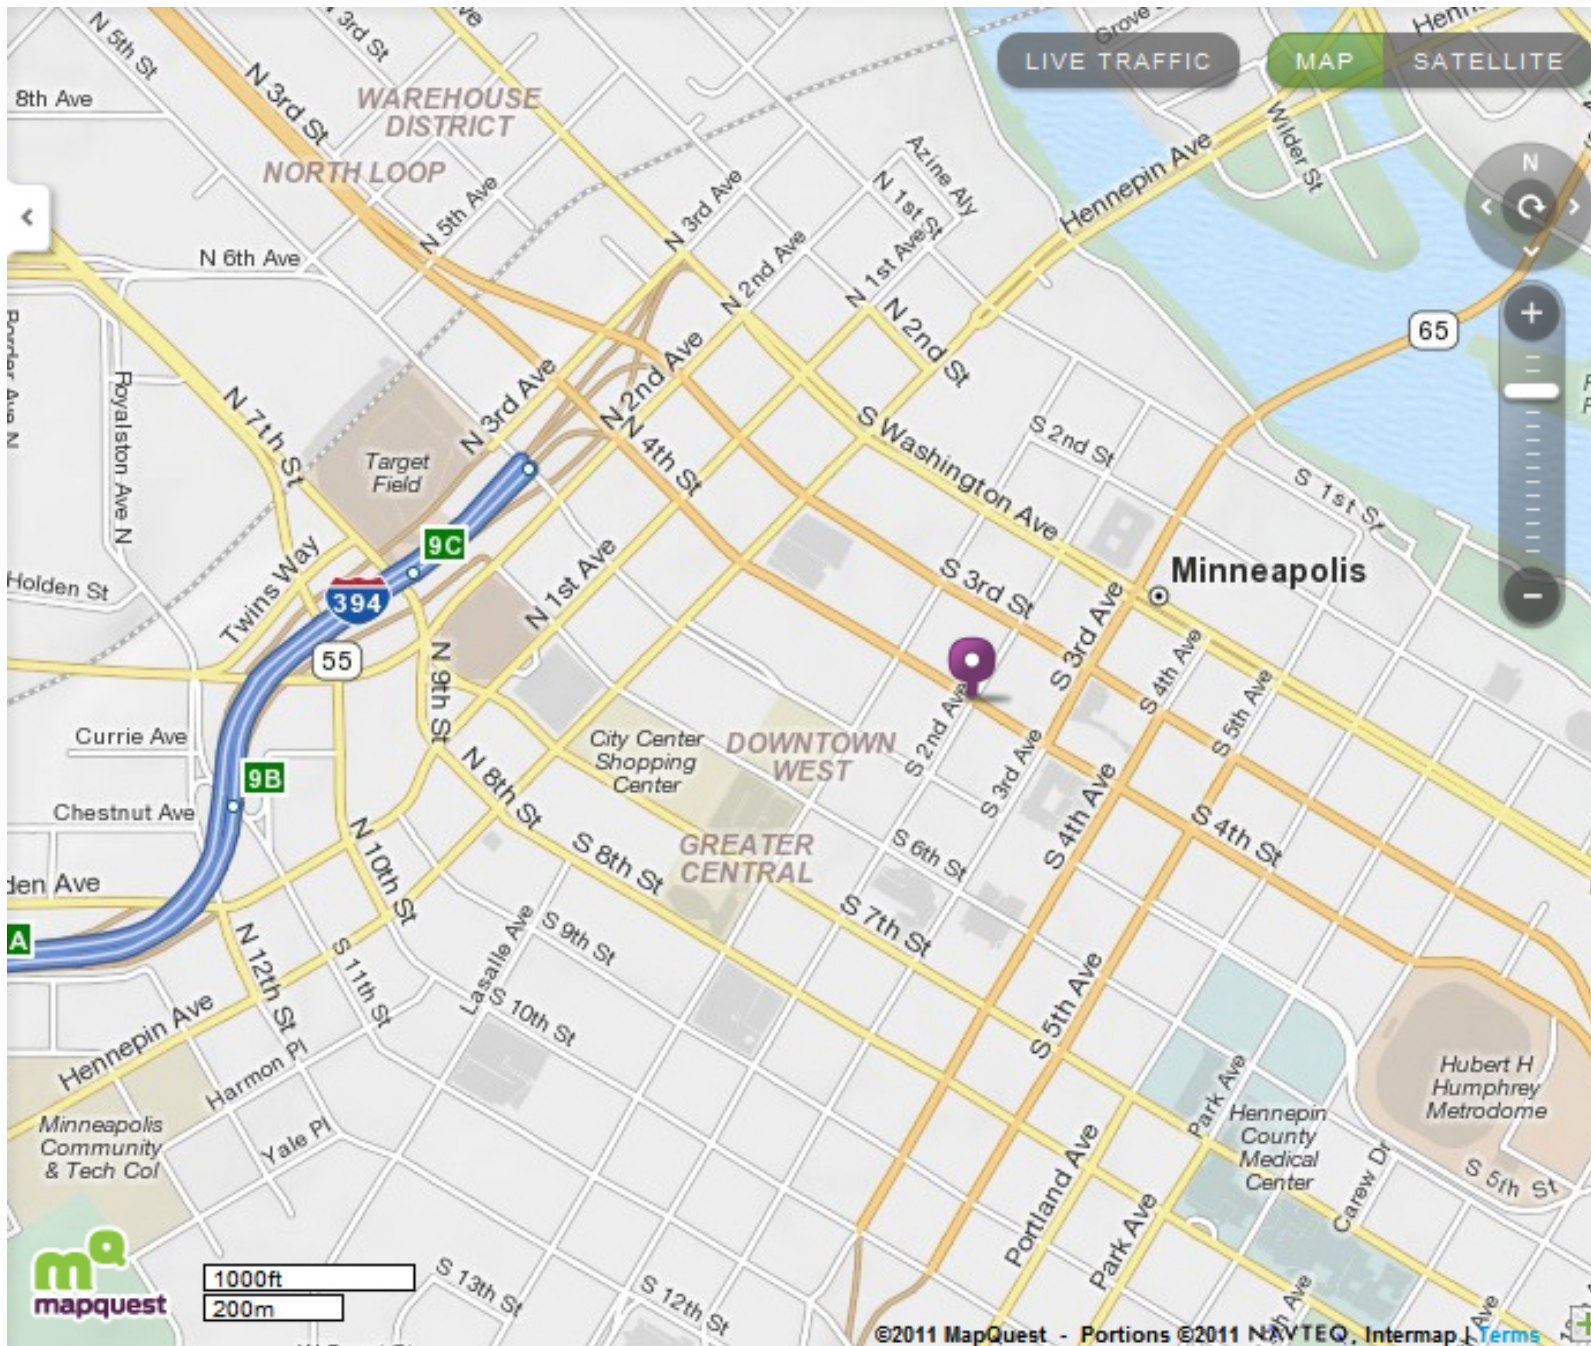 N 5th St
N 3rd St
Grove
LIVE TRAFFIC
MAP
SATELLITE
8th Ave
N 3rd St
WAREHOUSE
DISTRICT
Azine Aly
Hennepin Ave
Wilder St
N
NORTH LOOP
N 5th Ave
N 3rd Ave
N 1st St
N 6th Ave
N 2nd Ave
N 1st Ave
N 2nd St
65
Royalston Ave N
N 7th St
N 3rd Ave
N 2nd Ave
N 4th St
S Washington Ave
S 2nd St
S 1st St
Target
Field
9C
394
Twins Way
Holden St
N 1st Ave
S 3rd St
Minneapolis
S 3rd Ave
S 4th Ave
S 5th Ave
55
N 9th St
Currie Ave
9B
Chestnut Ave
City Center
Shopping
Center
DOWNTOWN
WEST
S 2nd Ave
S 3rd Ave
N 8th St
S 8th St
GREATER
CENTRAL
S 6th St
S 4th Ave
S 4th St
N 10th St
S 7th St
A
N 12th St
S 11th St
Lasalle Ave
S 9th St
S 10th St
S 5th Ave
Hennepin Ave
Harmon Pl
Yale Pl
Minneapolis
Community
& Tech Col
Park Ave
Hennepin
County
Medical
Center
Hubert H
Humphrey
Metrodome
Carew Dr
S 5th St
Portland Ave
Park Ave
mapquest
1000ft
200m
S 13th St
S 12th St
©2011 MapQuest - Portions ©2011 NAVTEQ, Intermap | Terms